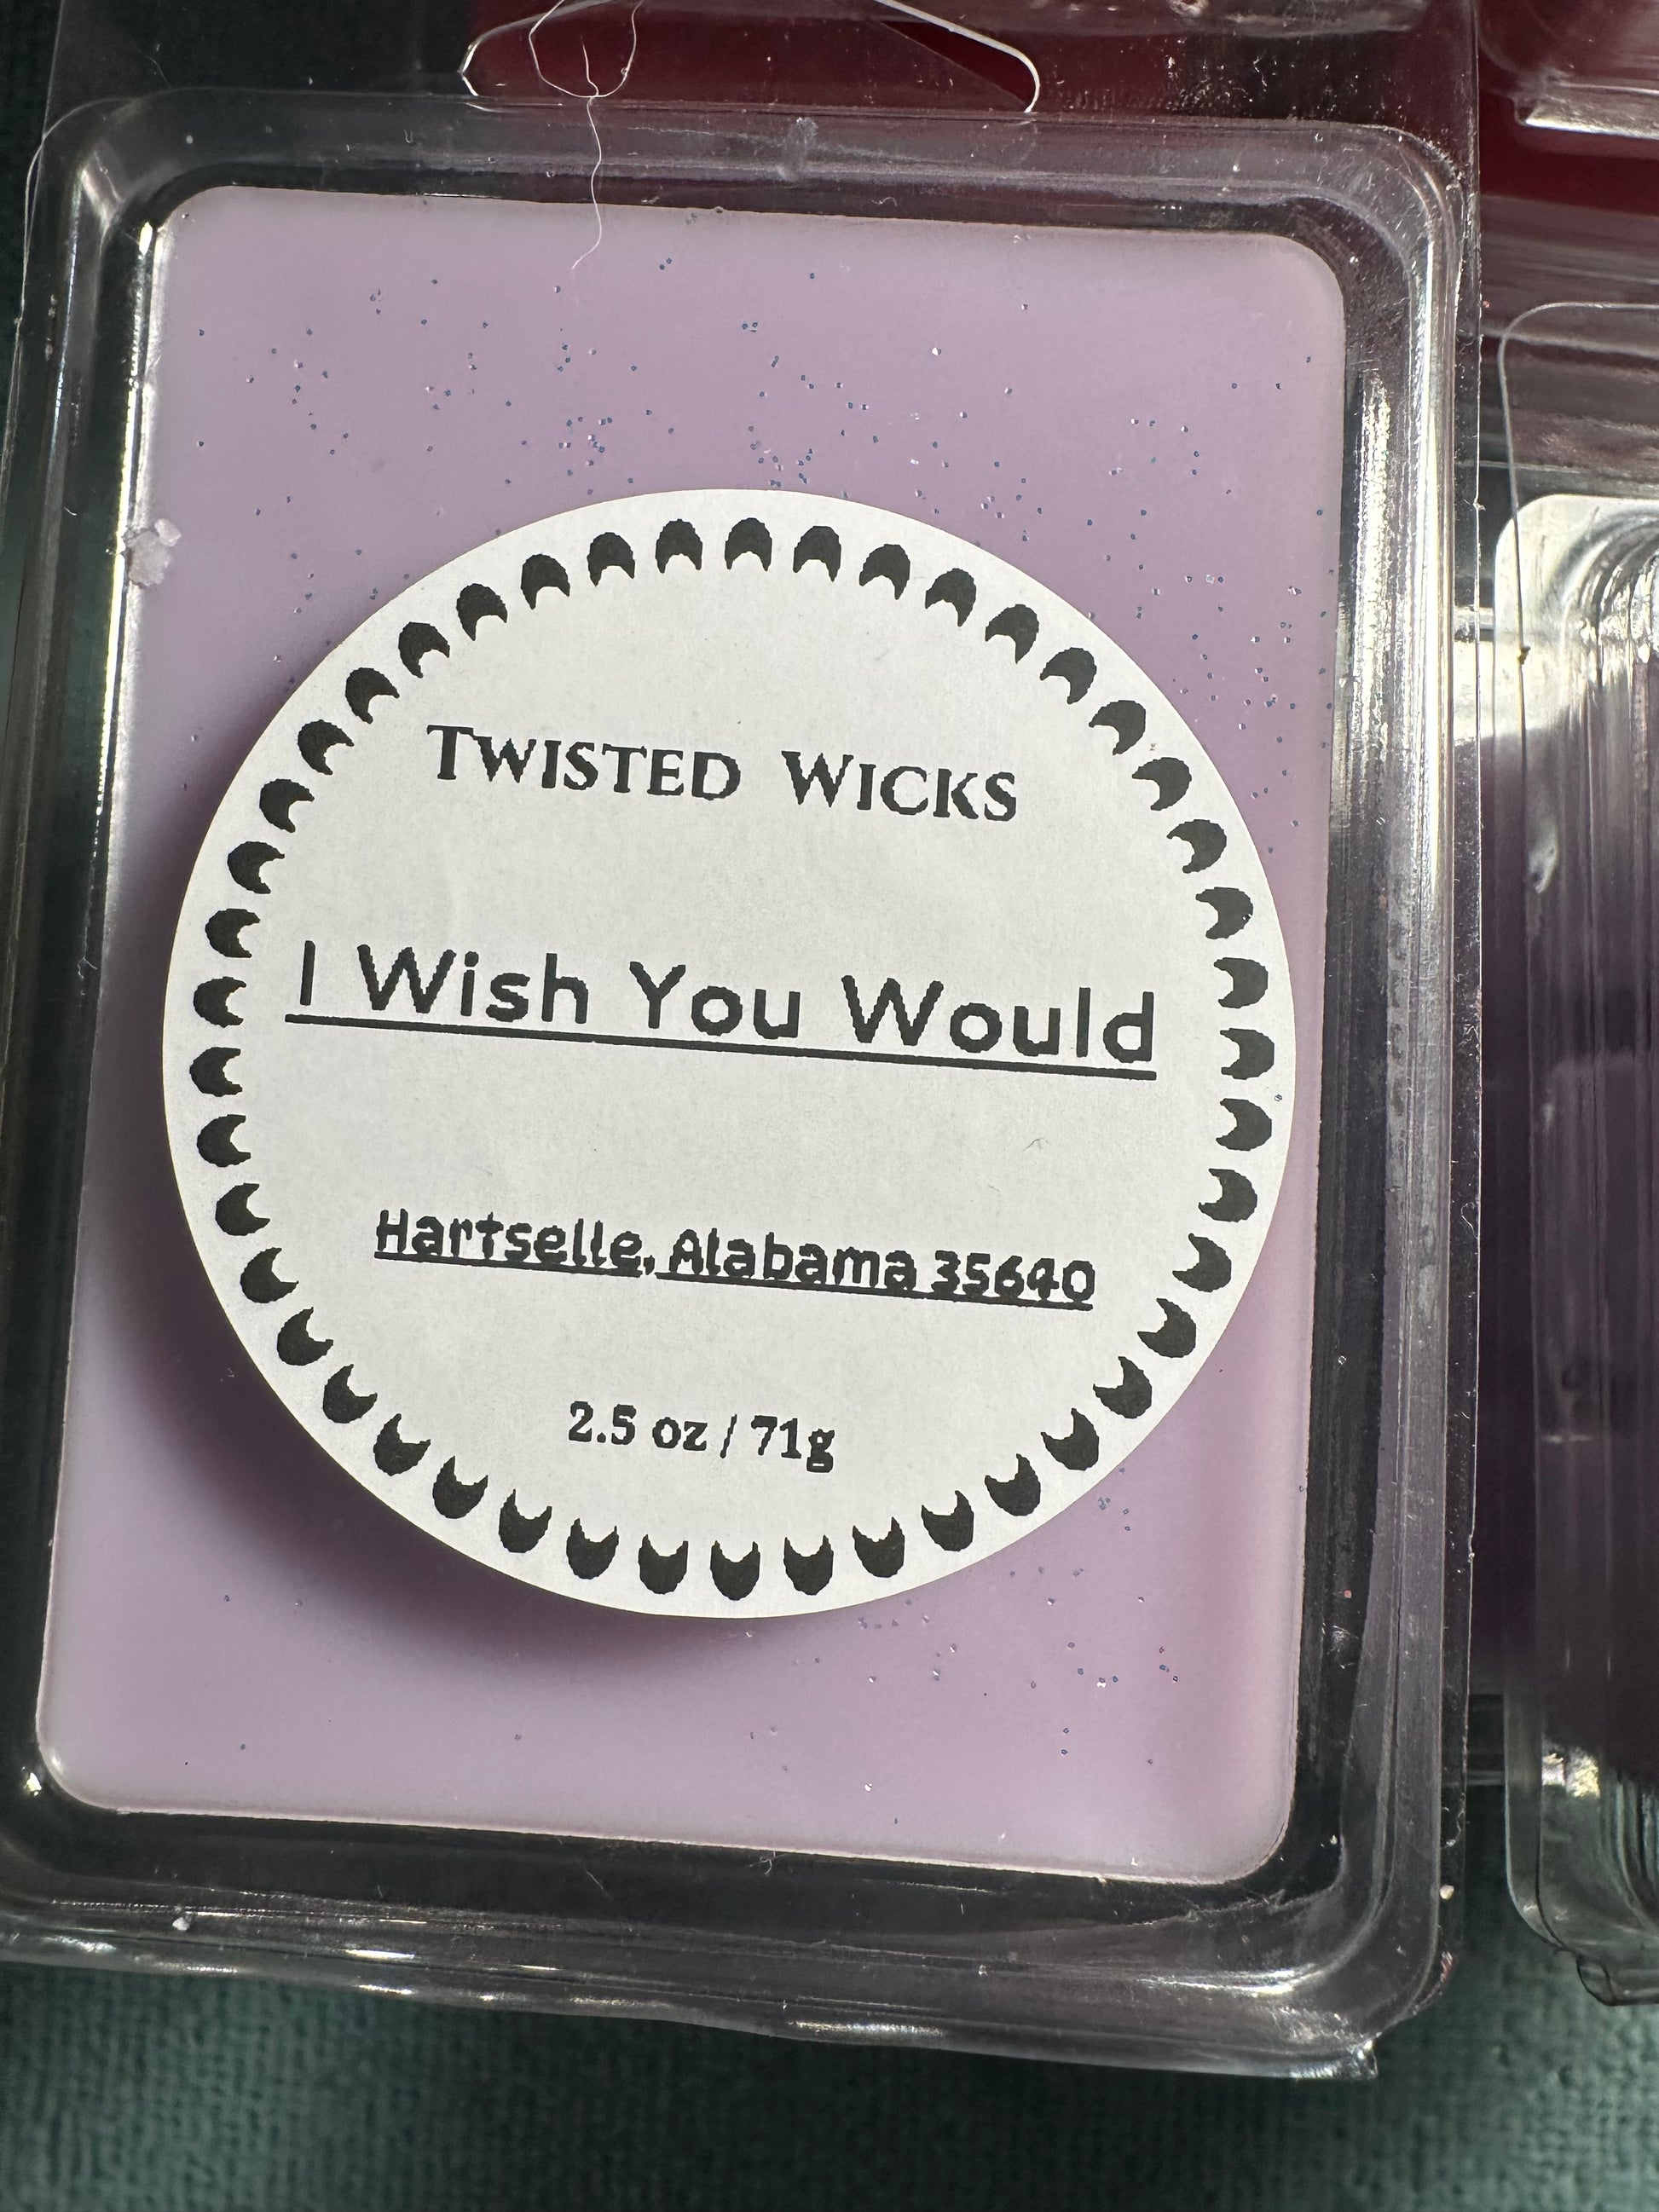 TWISTED WICKS
I Wish You Would
Hartselle, Alabama 35640
2.5 oz / 71g